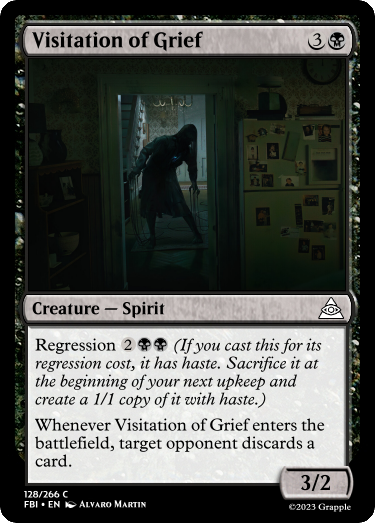 Visitation of Grief 3
Creature — Spirit
Regression 2 (If you cast this for its
regression cost, it has haste. Sacrifice it at
the beginning of your next upkeep and
create a 1/1 copy of it with haste.)
Whenever Visitation of Grief enters the
battlefield, target opponent discards a
card.
3/2
128/266 C
FBI • EN Alvaro Martin
©2023 Grapple